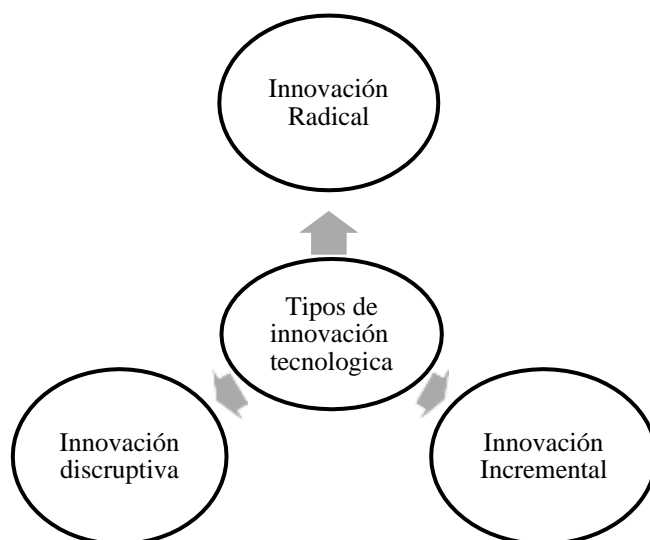 Innovación
Radical
Tipos de
innovación
tecnologica
Innovación
discruptiva
Innovación
Incremental